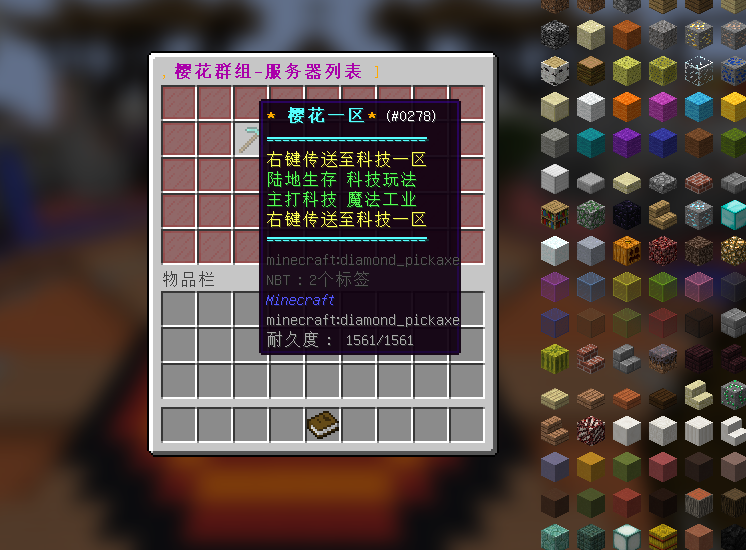 樱花群组-服务器列表
* 樱花一区* (#0278)
====================
右键传送至科技一区
陆地生存 科技玩法
主打科技 魔法工业
右键传送至科技一区
====================
minecraft:diamond_pickaxe
NBT：2个标签
Minecraft
minecraft:diamond_pickaxe
耐久度： 1561/1561
物品栏